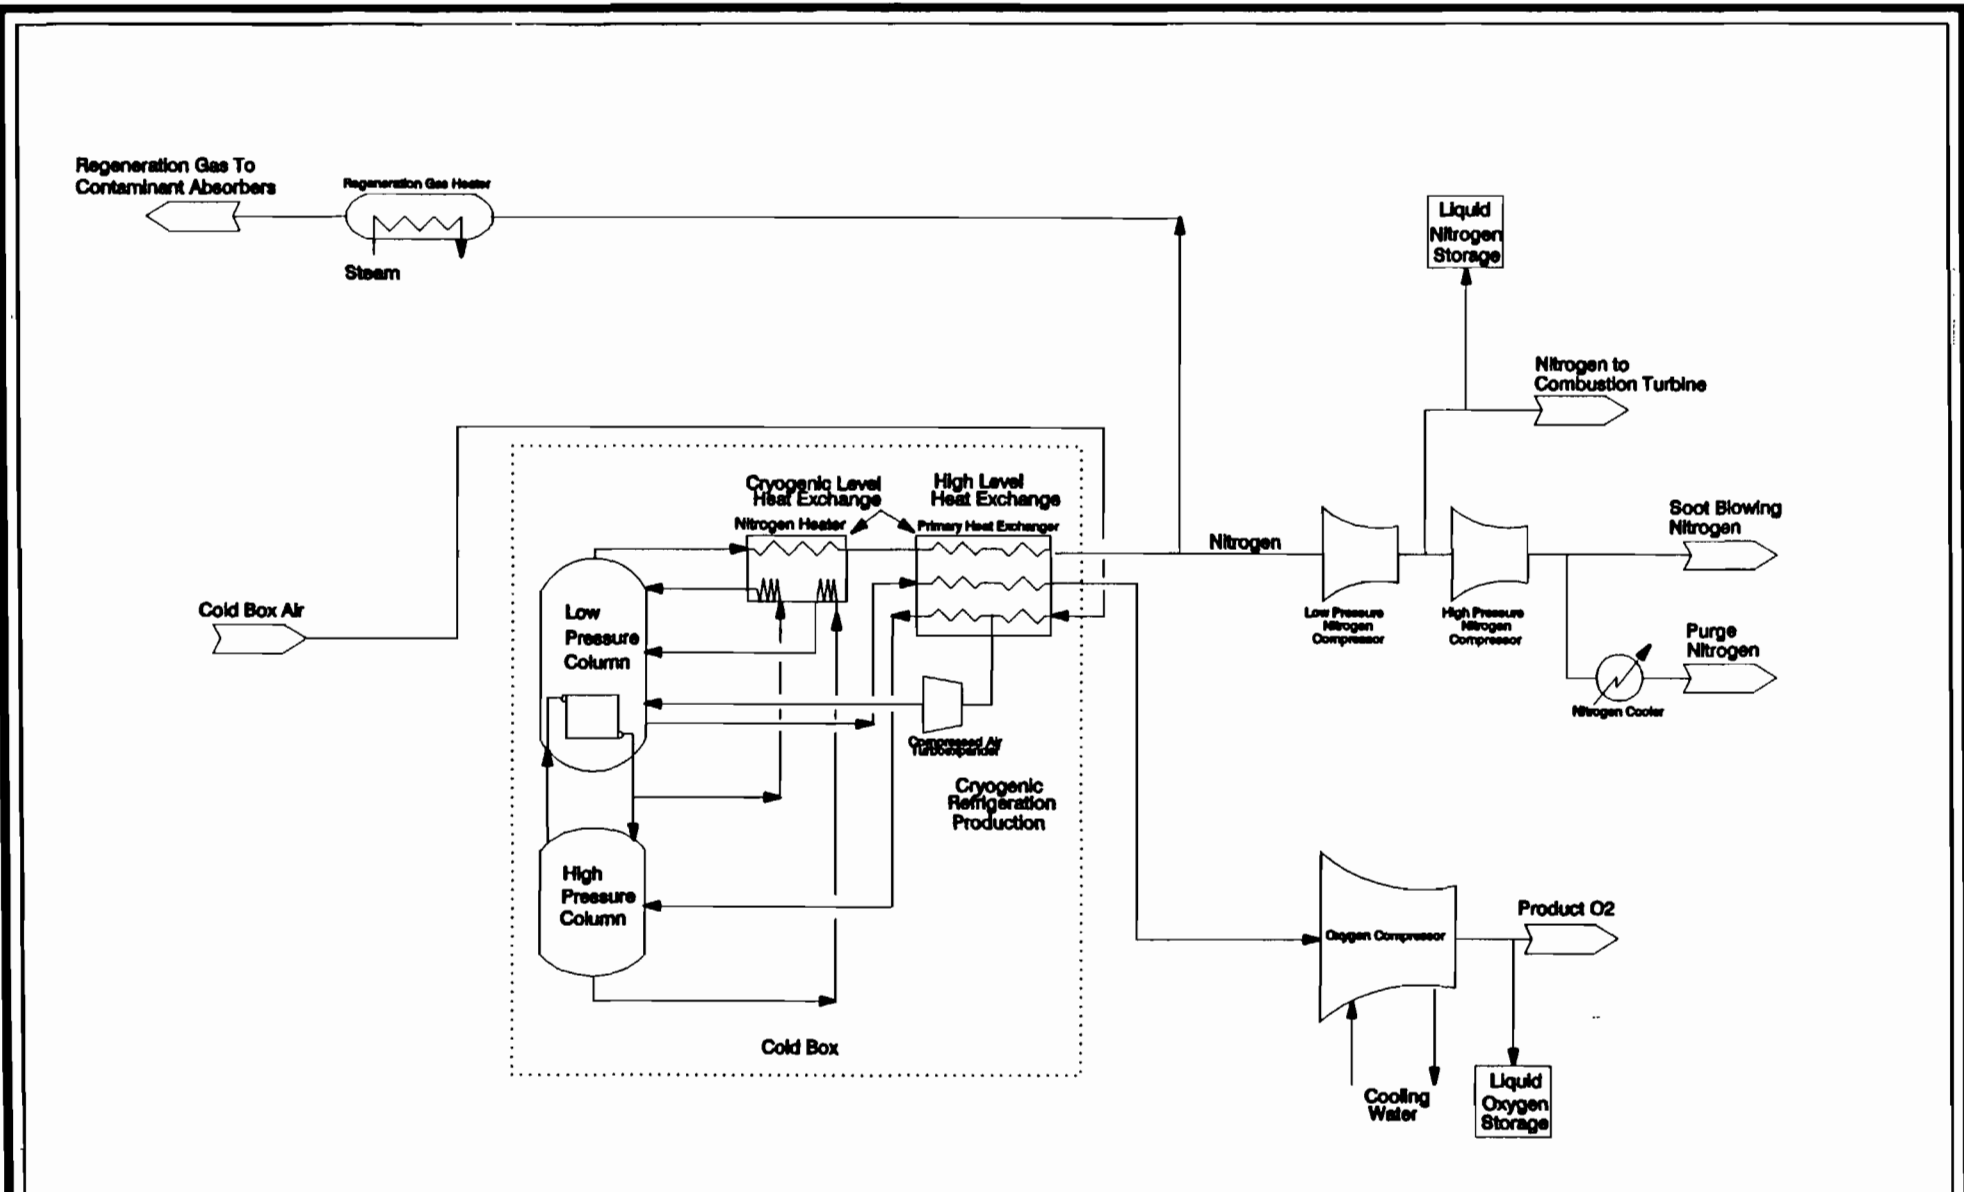 Regeneration Gas To
Contaminant Absorbers
Regeneration Gas Heater
Steam
Liquid
Nitrogen
Storage
Nitrogen to
Combustion Turbine
Cryogenic Level
Heat Exchange
High Level
Heat Exchange
Nitrogen Heater
Primary Heat Exchanger
Nitrogen
Soot Blowing
Nitrogen
Cold Box Air
Low
Pressure
Column
Low Pressure
Nitrogen
Compressor
High Pressure
Nitrogen
Compressor
Purge
Nitrogen
Nitrogen Cooler
Compressed Air
Turboexpander
Cryogenic
Refrigeration
Production
High
Pressure
Column
Product O2
Oxygen Compressor
Cold Box
Cooling
Water
Liquid
Oxygen
Storage